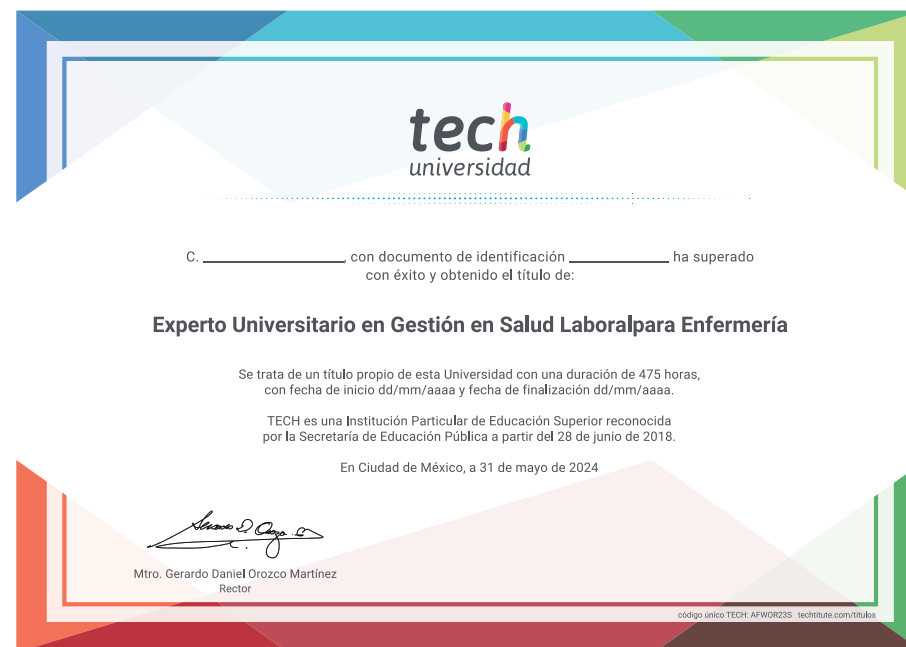 tech
universidad
C. ____________________, con documento de identificación ______________ ha superado
con éxito y obtenido el título de:
Experto Universitario en Gestión en Salud Laboralpara Enfermería
Se trata de un título propio de esta Universidad con una duración de 475 horas,
con fecha de inicio dd/mm/aaaa y fecha de finalización dd/mm/aaaa.
TECH es una Institución Particular de Educación Superior reconocida
por la Secretaría de Educación Pública a partir del 28 de junio de 2018.
En Ciudad de México, a 31 de mayo de 2024
Mtro. Gerardo Daniel Orozco Martínez
Rector
código único TECH: AFWOR23S techtitute.com/titulos